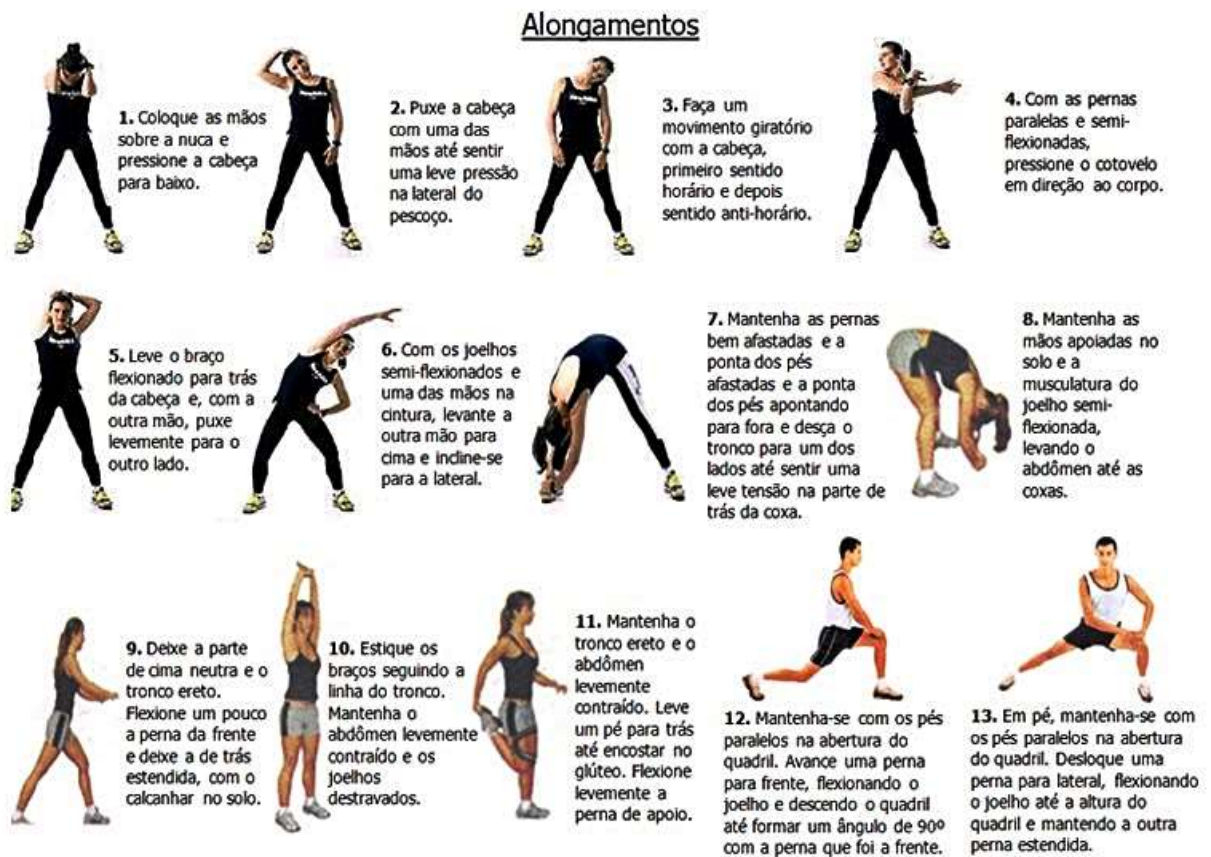 Alongamentos
1. Coloque as mãos
sobre a nuca e
pressione a cabeça
para baixo.
2. Puxe a cabeça
com uma das
mãos até sentir
uma leve pressão
na lateral do
pescoço.
3. Faça um
movimento giratório
com a cabeça,
primeiro sentido
horário e depois
sentido anti-horário.
4. Com as pernas
paralelas e semi-
flexionadas,
pressione o cotovelo
em direção ao corpo.
5. Leve o braço
flexionado para trás
da cabeça e, com a
outra mão, puxe
levemente para o
outro lado.
6. Com os joelhos
semi-flexionados e
uma das mãos na
cintura, levante a
outra mão para
cima e incline-se
para a lateral.
7. Mantenha as pernas
bem afastadas e a
ponta dos pés
afastadas e a ponta
dos pés apontando
para fora e desça o
tronco para um dos
lados até sentir uma
leve tensão na parte de
trás da coxa.
8. Mantenha as
mãos apoiadas no
solo e a
musculatura do
joelho semi-
flexionada,
levando o
abdômen até as
coxas.
9. Deixe a parte
de cima neutra e o
tronco ereto.
Flexione um pouco
a perna da frente
e deixe a de trás
estendida, com o
calcanhar no solo.
10. Estique os
braços seguindo a
linha do tronco.
Mantenha o
abdômen levemente
contraído e os
joelhos
destravados.
11. Mantenha o
tronco ereto e o
abdômen
levemente
contraído. Leve
um pé para trás
até encostar no
glúteo. Flexione
levemente a
perna de apoio.
12. Mantenha-se com os pés
paralelos na abertura do
quadril. Avance uma perna
para frente, flexionando o
joelho e descendo o quadril
até formar um ângulo de 90º
com a perna que foi a frente.
13. Em pé, mantenha-se com
os pés paralelos na abertura
do quadril. Desloque uma
perna para lateral, flexionando
o joelho até a altura do
quadril e mantendo a outra
perna estendida.